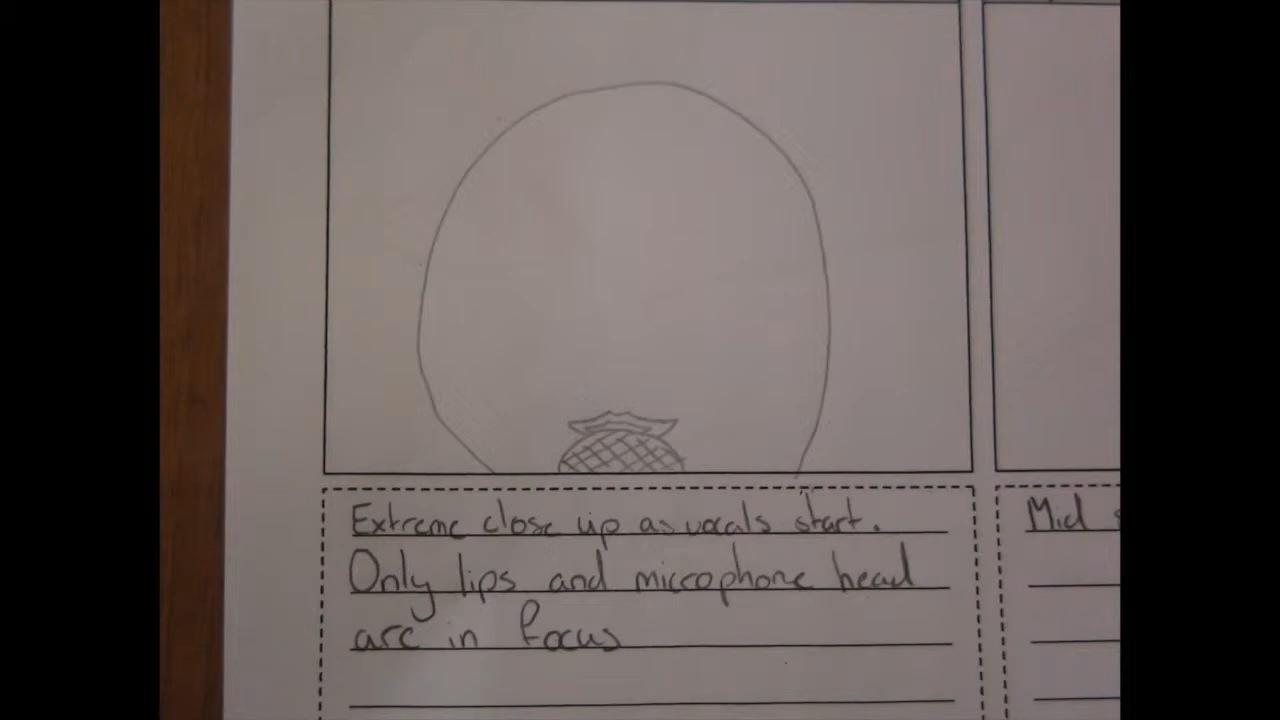 Extreme close up as vocals start.
Only lips and microphone head
are in focus
Mid